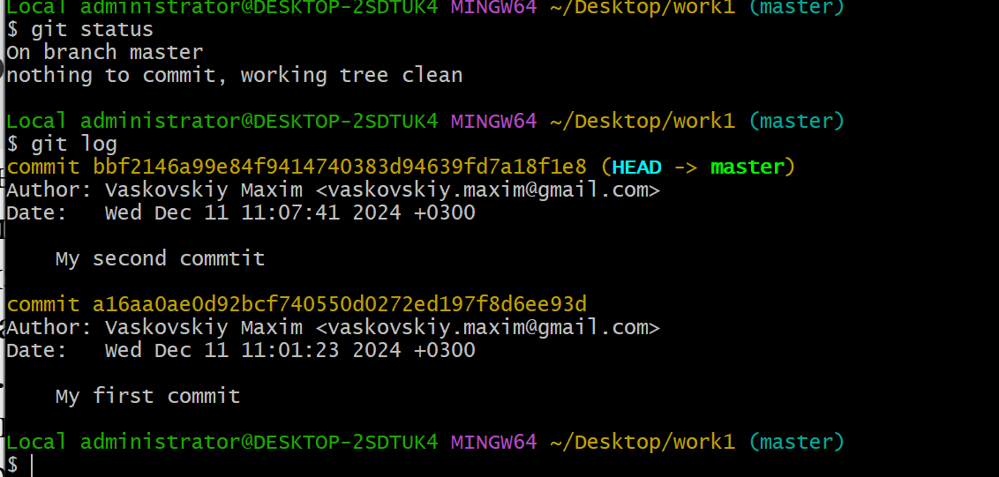 Local administrator@DESKTOP-2SDTUK4 MINGW64 ~/Desktop/work1 (master)
$ git status
On branch master
nothing to commit, working tree clean
Local administrator@DESKTOP-2SDTUK4 MINGW64 ~/Desktop/work1 (master)
$ git log
commit bbf2146a99e84f9414740383d94639fd7a18f1e8 (HEAD -> master)
Author: Vaskovskiy Maxim <vaskovskiy.maxim@gmail.com>
Date:   Wed Dec 11 11:07:41 2024 +0300
    My second commtit
commit a16aa0ae0d92bcf740550d0272ed197f8d6ee93d
Author: Vaskovskiy Maxim <vaskovskiy.maxim@gmail.com>
Date:   Wed Dec 11 11:01:23 2024 +0300
    My first commit
Local administrator@DESKTOP-2SDTUK4 MINGW64 ~/Desktop/work1 (master)
$